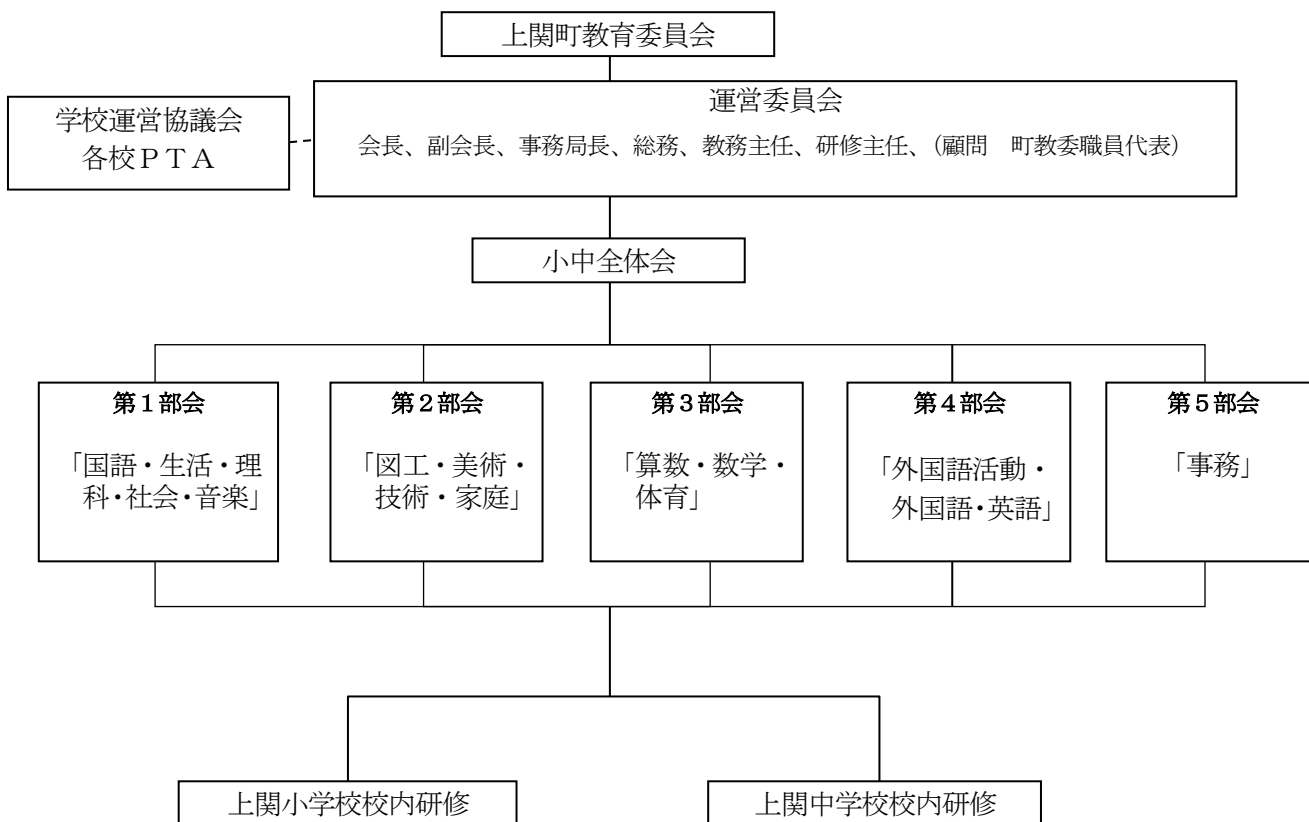 上関町教育委員会
学校運営協議会
各校ＰＴＡ
運営委員会
会長、副会長、事務局長、総務、教務主任、研修主任、（顧問　町教委職員代表）
小中全体会
第１部会
「国語・生活・理
科・社会・音楽」
第２部会
「図工・美術・
技術・家庭」
第３部会
「算数・数学・
体育」
第４部会
「外国語活動・
外国語・英語」
第５部会
「事務」
上関小学校校内研修
上関中学校校内研修